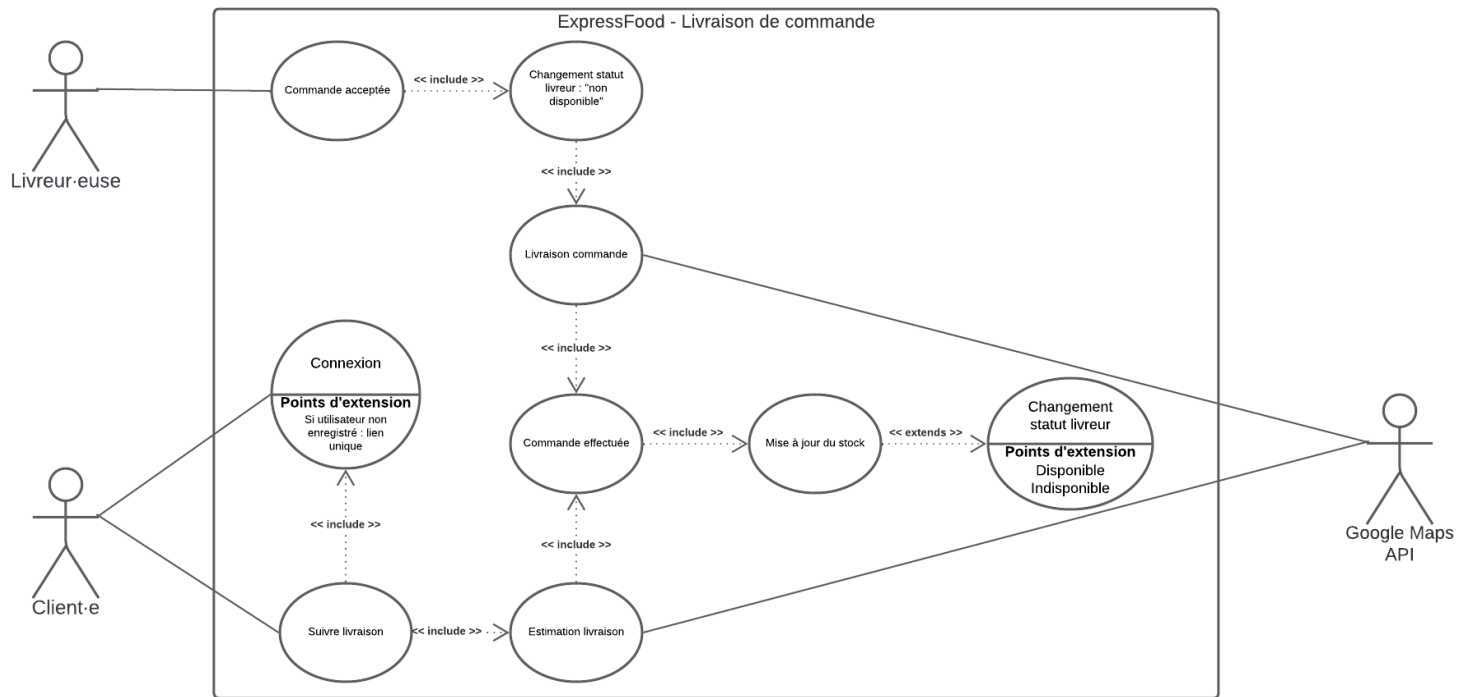 ExpressFood - Livraison de commande
Commande acceptée
<< include >>
Changement statut
livreur : "non
disponible"
Livreur·euse
<< include >>
Livraison commande
<< include >>
Connexion
Points d'extension
Si utilisateur non
enregistré : lien
unique
Commande effectuée
<< include >>
Mise à jour du stock
<< extends >>
Changement
statut livreur
Points d'extension
Disponible
Indisponible
Google Maps
API
<< include >>
<< include >>
Client·e
Suivre livraison
<< include >>
Estimation livraison